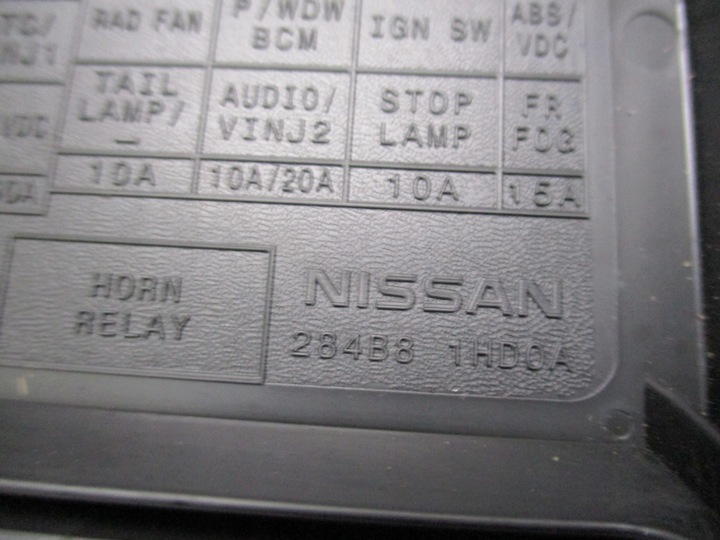 RAD FAN
P/WDW
BCM
IGN SW
ABS/
VDC
TAIL
LAMP/
—
AUDIO/
VINJ2
STOP
LAMP
FR
FOG
VDC
10A
10A/20A
10A
15A
HORN
RELAY
NISSAN
284B8 1HD0A